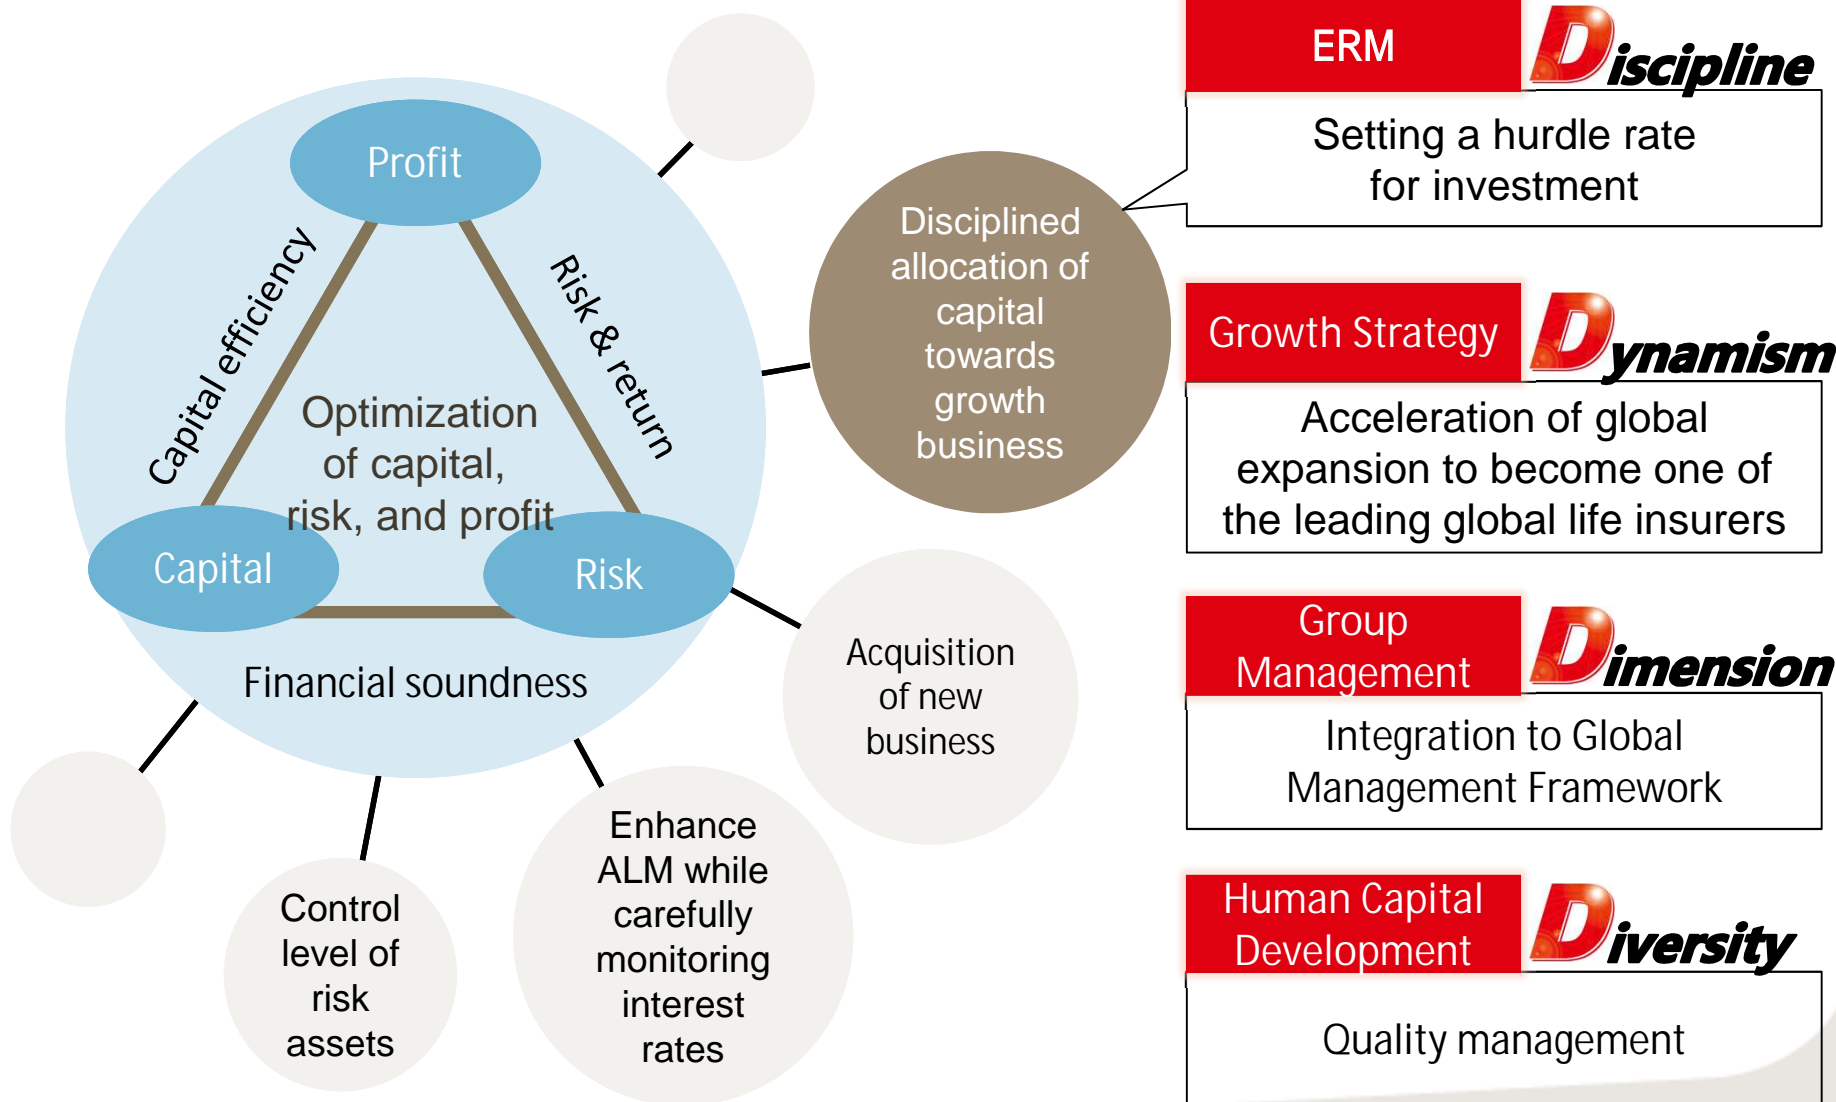 Profit
Capital efficiency
Risk & return
Optimization
of capital,
risk, and profit
Capital
Risk
Financial soundness
Disciplined
allocation of
capital
towards
growth
business
Acquisition
of new
business
Enhance
ALM while
carefully
monitoring
interest
rates
Control
level of
risk
assets
ERM
Discipline
Setting a hurdle rate
for investment
Growth Strategy
Dynamism
Acceleration of global
expansion to become one of
the leading global life insurers
Group
Management
Dimension
Integration to Global
Management Framework
Human Capital
Development
Diversity
Quality management